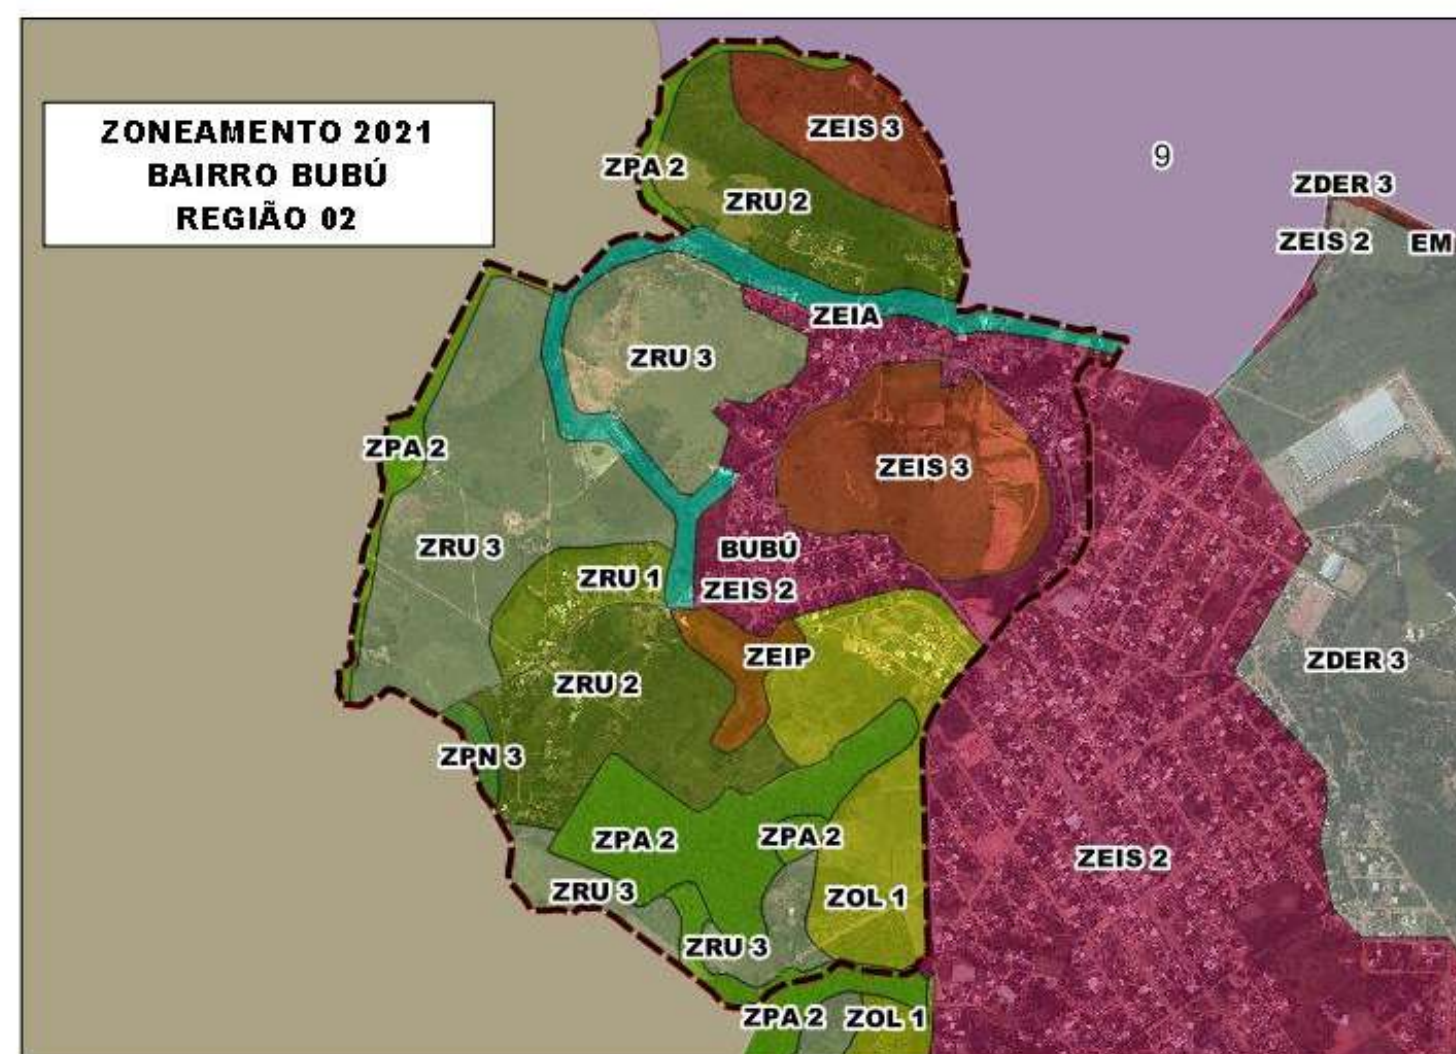 ZONEAMENTO 2021
BAIRRO BUBÚ
REGIÃO 02
ZEIS 3
9
ZPA 2
ZRU 2
ZDER 3
ZEIS 2
EM
ZEIA
ZRU 3
ZPA 2
ZEIS 3
ZRU 3
BUBÚ
ZRU 1
ZEIS 2
ZEIP
ZDER 3
ZRU 2
ZPN 3
ZPA 2
ZPA 2
ZEIS 2
ZRU 3
ZOL 1
ZRU 3
ZPA 2
ZOL 1